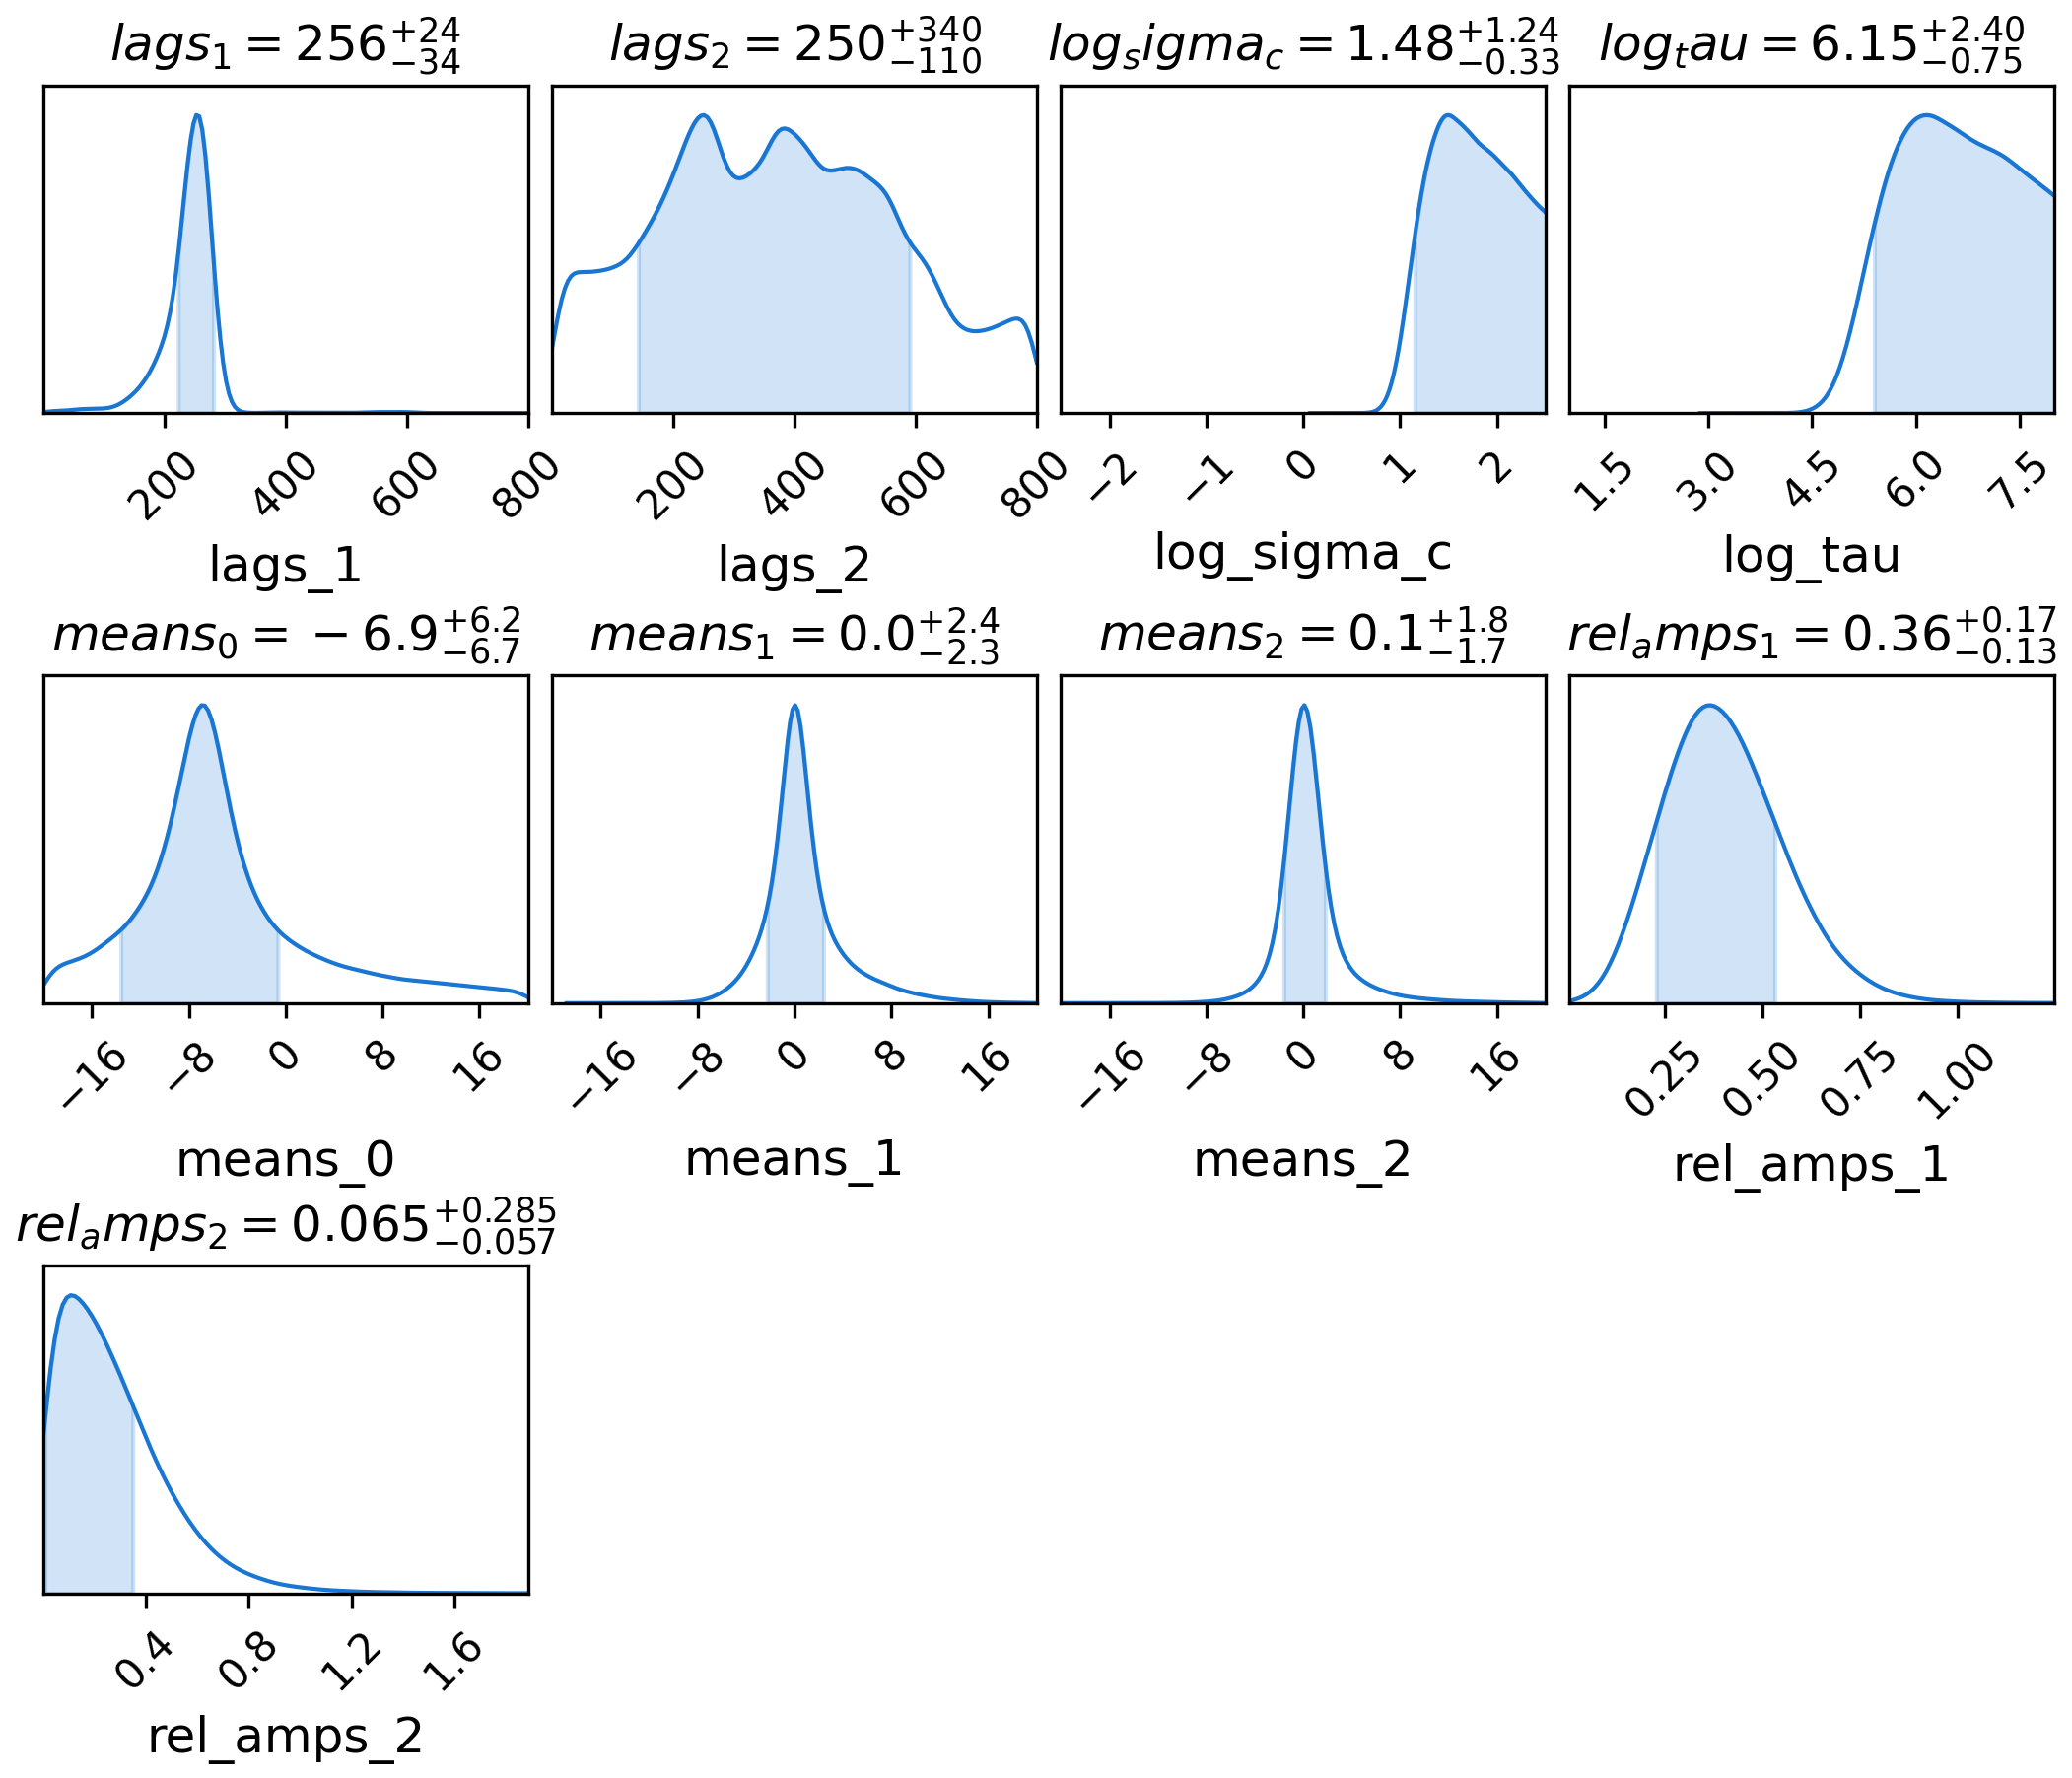 lags₁ = 256⁺²⁴₋₃₄ lags₂ = 250⁺³⁴⁰₋₁₁₀ logₛigma_c = 1.48⁺¹·²⁴₋₀.₃₃ logₜau = 6.15⁺²·⁴⁰₋₀.₇₅
200 400 600 800 200 400 600 800 −2 −1 0 1 2 1.5 3.0 4.5 6.0 7.5
lags_1 lags_2 log_sigma_c log_tau
means₀ = −6.9⁺⁶·²₋₆.₇ means₁ = 0.0⁺²·⁴₋₂.₃ means₂ = 0.1⁺¹·⁸₋₁.₇ relₐmps₁ = 0.36⁺⁰·¹⁷₋₀.₁₃
−16 −8 0 8 16 −16 −8 0 8 16 −16 −8 0 8 16 0.25 0.50 0.75 1.00
means_0 means_1 means_2 rel_amps_1
relₐmps₂ = 0.065⁺⁰·²⁸⁵₋₀.₀₅₇
0.4 0.8 1.2 1.6
rel_amps_2